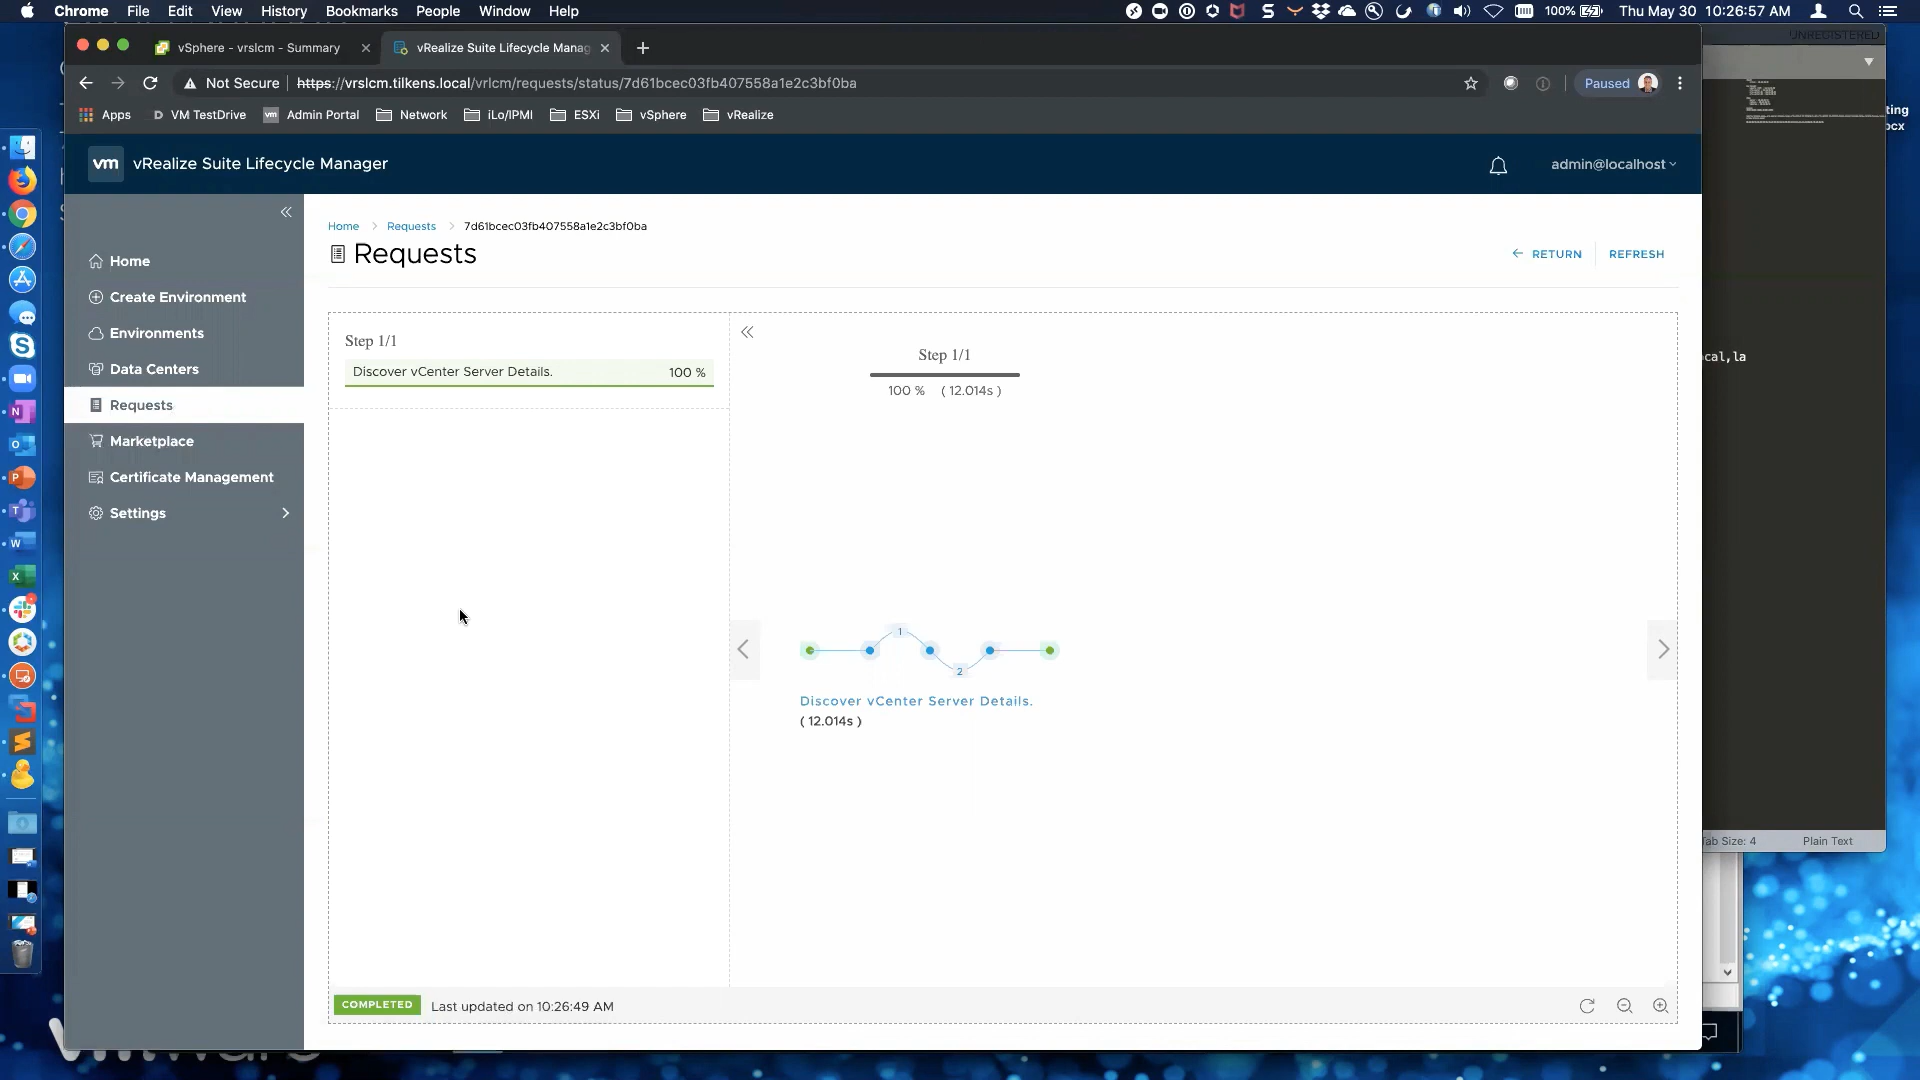 Chrome File Edit View History Bookmarks People Window Help 100% Thu May 30 10:26:57 AM
UNREGISTERED
vSphere - vrslcm - Summary
vRealize Suite Lifecycle Manag
Not Secure https://vrslcm.tilkens.local/vrlcm/requests/status/7d61bcec03fb407558a1e2c3bf0ba Paused
Apps VM TestDrive vm Admin Portal Network iLo/IPMI ESXi vSphere vRealize
ting
ocx
vm vRealize Suite Lifecycle Manager admin@localhost
Home
Create Environment
Environments
Data Centers
Requests
Marketplace
Certificate Management
Settings
Home Requests 7d61bcec03fb407558a1e2c3bf0ba
Requests
RETURN REFRESH
Step 1/1
Discover vCenter Server Details. 100 %
Step 1/1
100 % ( 12.014s )
1
2
Discover vCenter Server Details.
( 12.014s )
COMPLETED Last updated on 10:26:49 AM
cal,la
Tab Size: 4 Plain Text